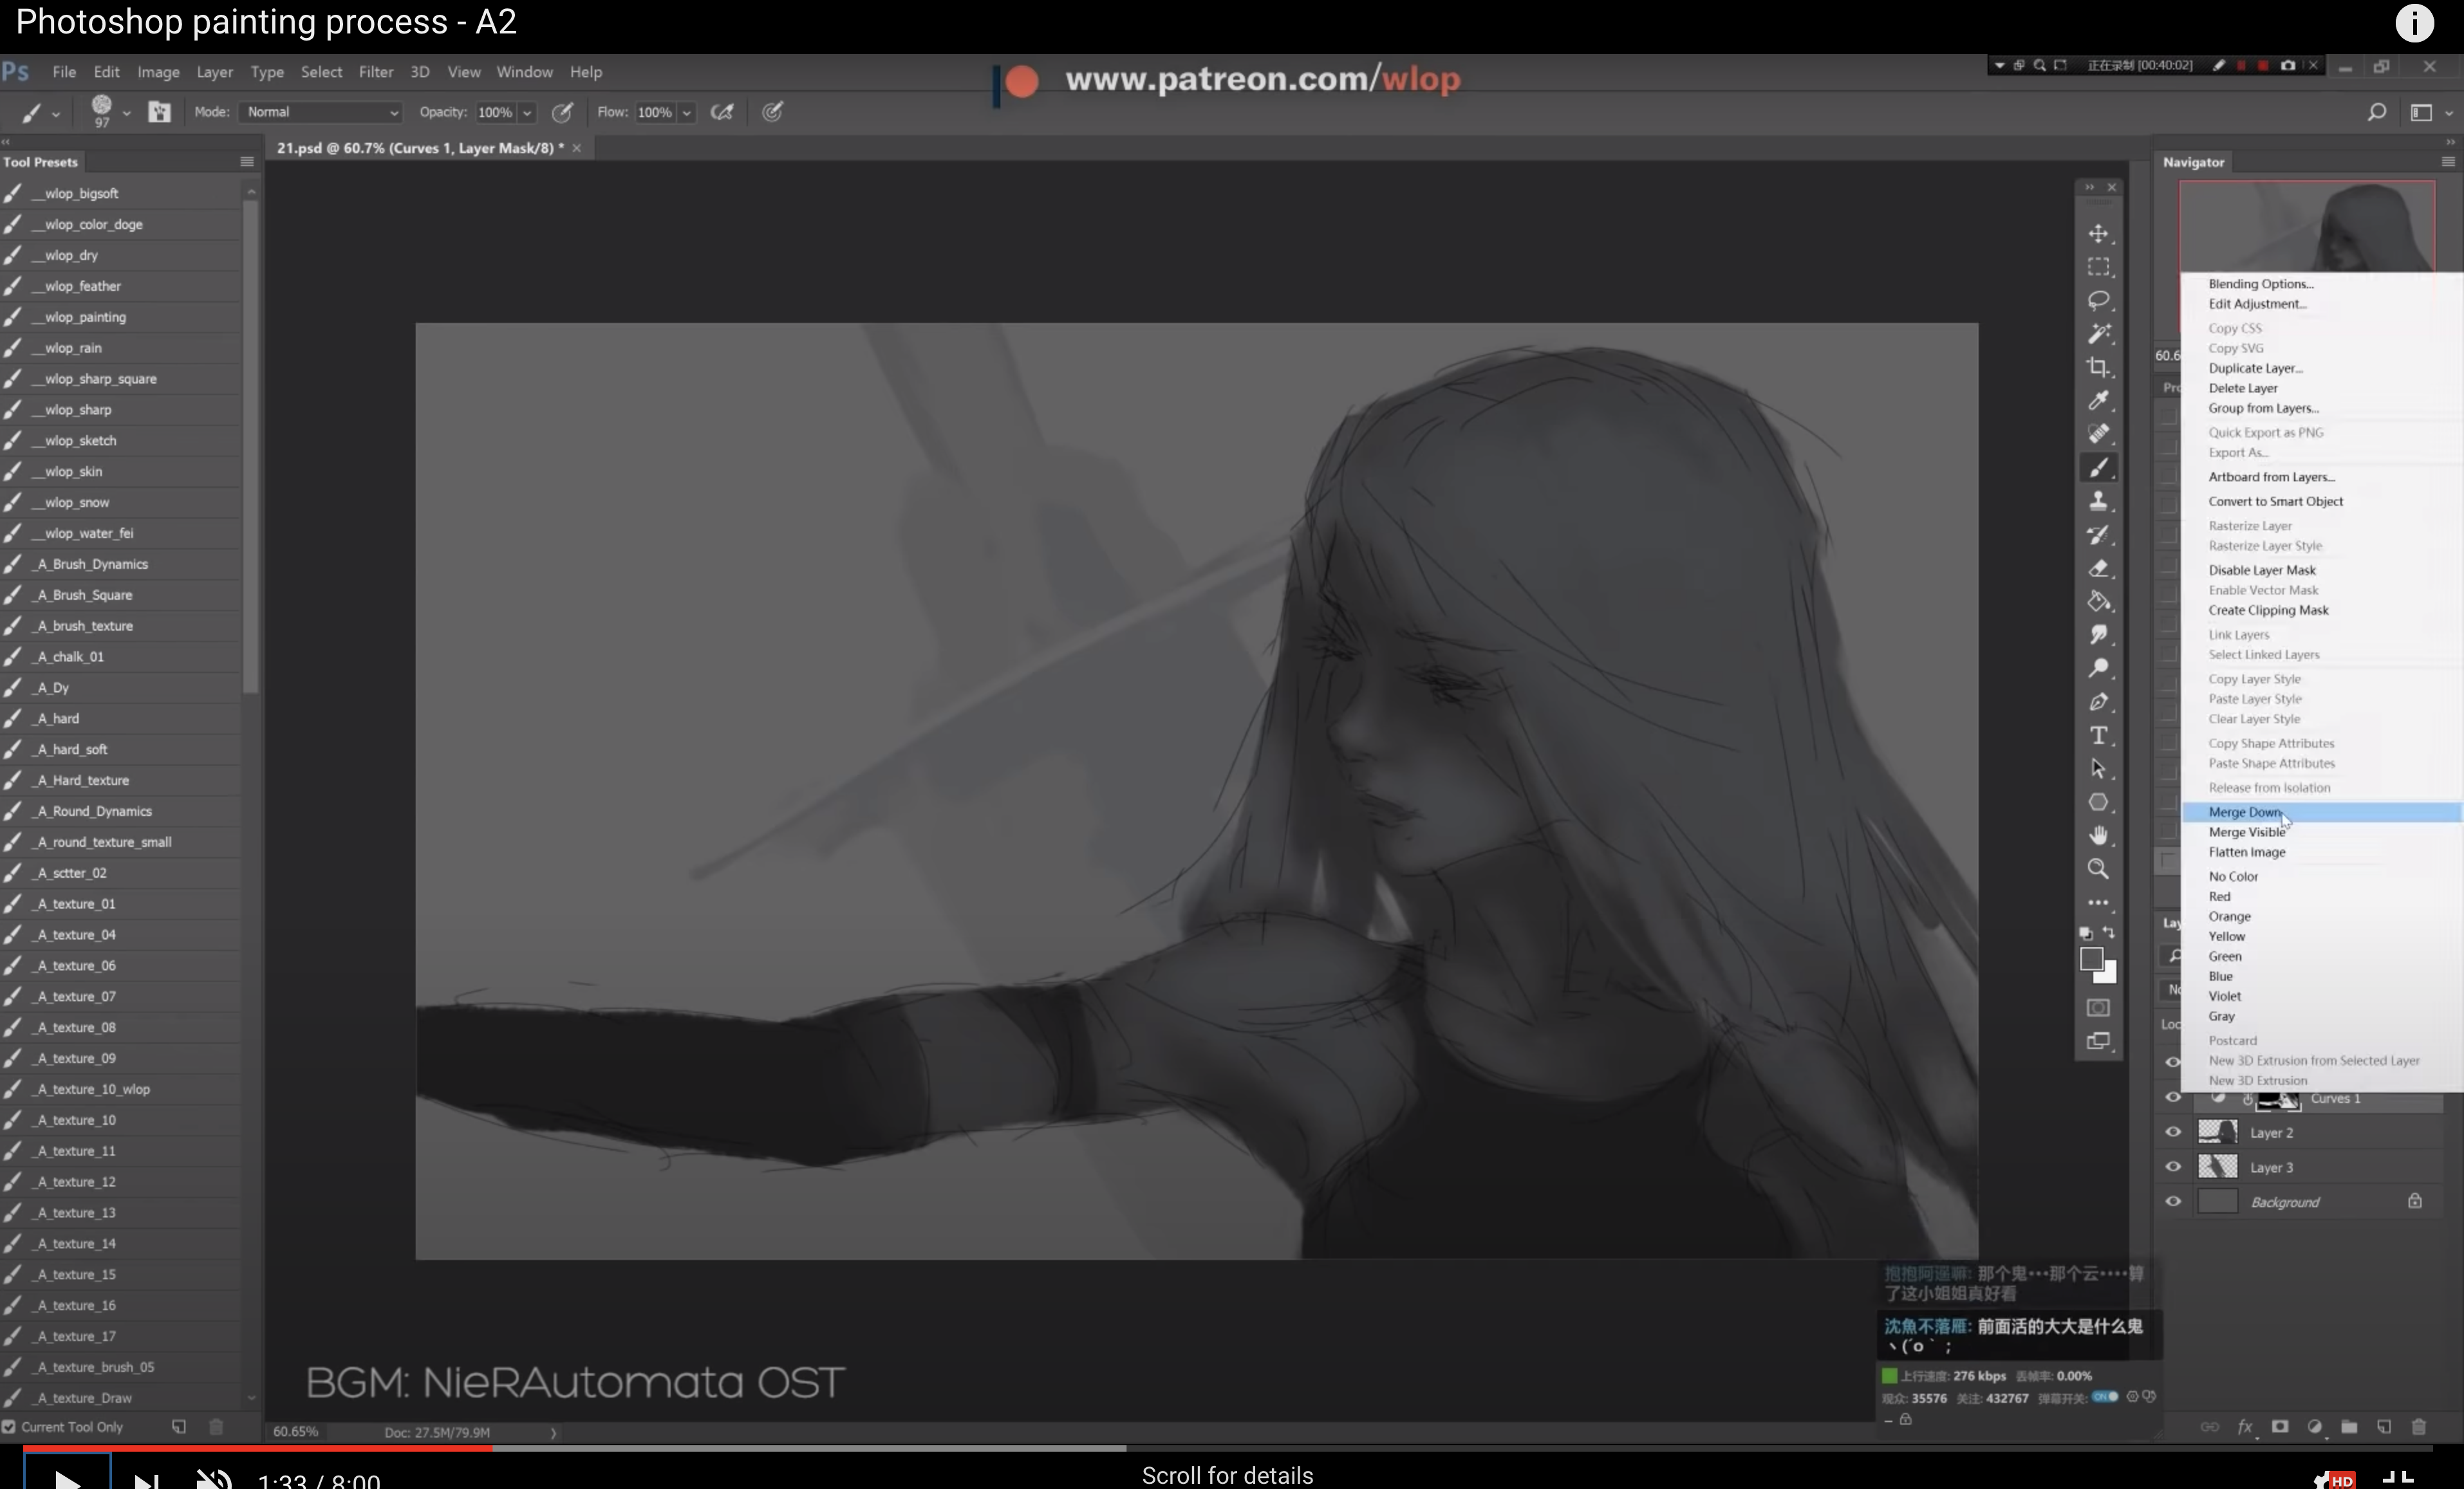 Photoshop painting process - A2
Ps File Edit Image Layer Type Select Filter 3D View Window Help
www.patreon.com/wlop
正在录制 [00:40:02]
97 Mode: Normal Opacity: 100% Flow: 100%
Tool Presets
21.psd @ 60.7% (Curves 1, Layer Mask/8) *
Navigator
__wlop_bigsoft
__wlop_color_doge
__wlop_dry
__wlop_feather
__wlop_painting
__wlop_rain
__wlop_sharp_square
__wlop_sharp
__wlop_sketch
__wlop_skin
__wlop_snow
__wlop_water_fei
_A_Brush_Dynamics
_A_Brush_Square
_A_brush_texture
_A_chalk_01
_A_Dy
_A_hard
_A_hard_soft
_A_Hard_texture
_A_Round_Dynamics
_A_round_texture_small
_A_sctter_02
_A_texture_01
_A_texture_04
_A_texture_06
_A_texture_07
_A_texture_08
_A_texture_09
_A_texture_10_wlop
_A_texture_10
_A_texture_11
_A_texture_12
_A_texture_13
_A_texture_14
_A_texture_15
_A_texture_16
_A_texture_17
_A_texture_brush_05
_A_texture_Draw
Current Tool Only
60.65% Doc: 27.5M/79.9M
BGM: NieRAutomata OST
Blending Options...
Edit Adjustment...
Copy CSS
Copy SVG
Duplicate Layer...
Delete Layer
Group from Layers...
Quick Export as PNG
Export As...
Artboard from Layers...
Convert to Smart Object
Rasterize Layer
Rasterize Layer Style
Disable Layer Mask
Enable Vector Mask
Create Clipping Mask
Link Layers
Select Linked Layers
Copy Layer Style
Paste Layer Style
Clear Layer Style
Copy Shape Attributes
Paste Shape Attributes
Release from Isolation
Merge Down
Merge Visible
Flatten Image
No Color
Red
Orange
Yellow
Green
Blue
Violet
Gray
Postcard
New 3D Extrusion from Selected Layer
New 3D Extrusion
Curves 1
Layer 2
Layer 3
Background
那个鬼•••那个云••••算
了这小姐姐真好看
沈魚不落雁: 前面活的大大是什么鬼
上行速度: 276 kbps 丢帧率: 0.00%
观众: 35576 关注: 432767 弹幕开关: ON
1:33 / 8:00
Scroll for details
HD